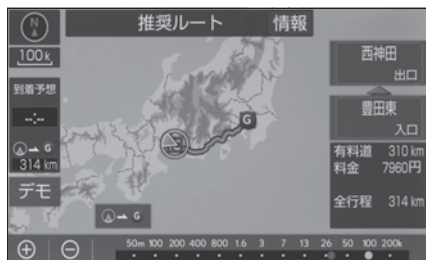 N
推奨ルート 情報
100k
到着予想
--:--
G
314 km
デモ
G
G
西神田
出口
豊田東
入口
有料道 310 km
料金 7960円
全行程 314 km
50m 100 200 400 800 1.6 3 7 13 26 50 100 200k